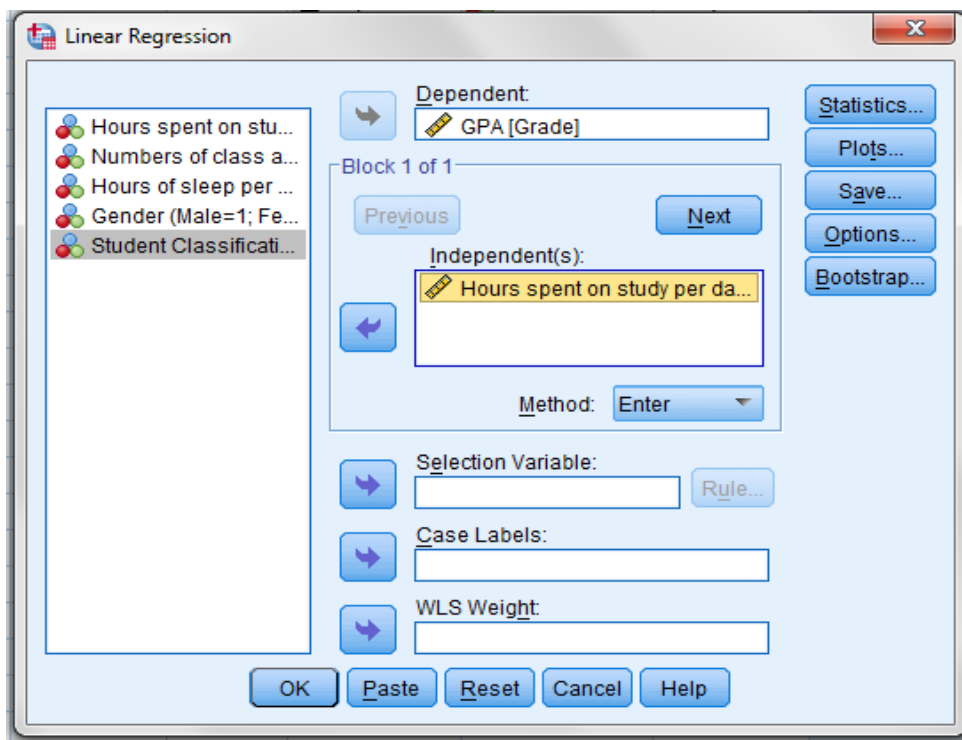 Linear Regression
Hours spent on stu...
Numbers of class a...
Hours of sleep per ...
Gender (Male=1; Fe...
Student Classificati...
Dependent:
GPA [Grade]
Block 1 of 1
Previous
Next
Independent(s):
Hours spent on study per da...
Method:
Enter
Selection Variable:
Rule...
Case Labels:
WLS Weight:
Statistics...
Plots...
Save...
Options...
Bootstrap...
OK
Paste
Reset
Cancel
Help